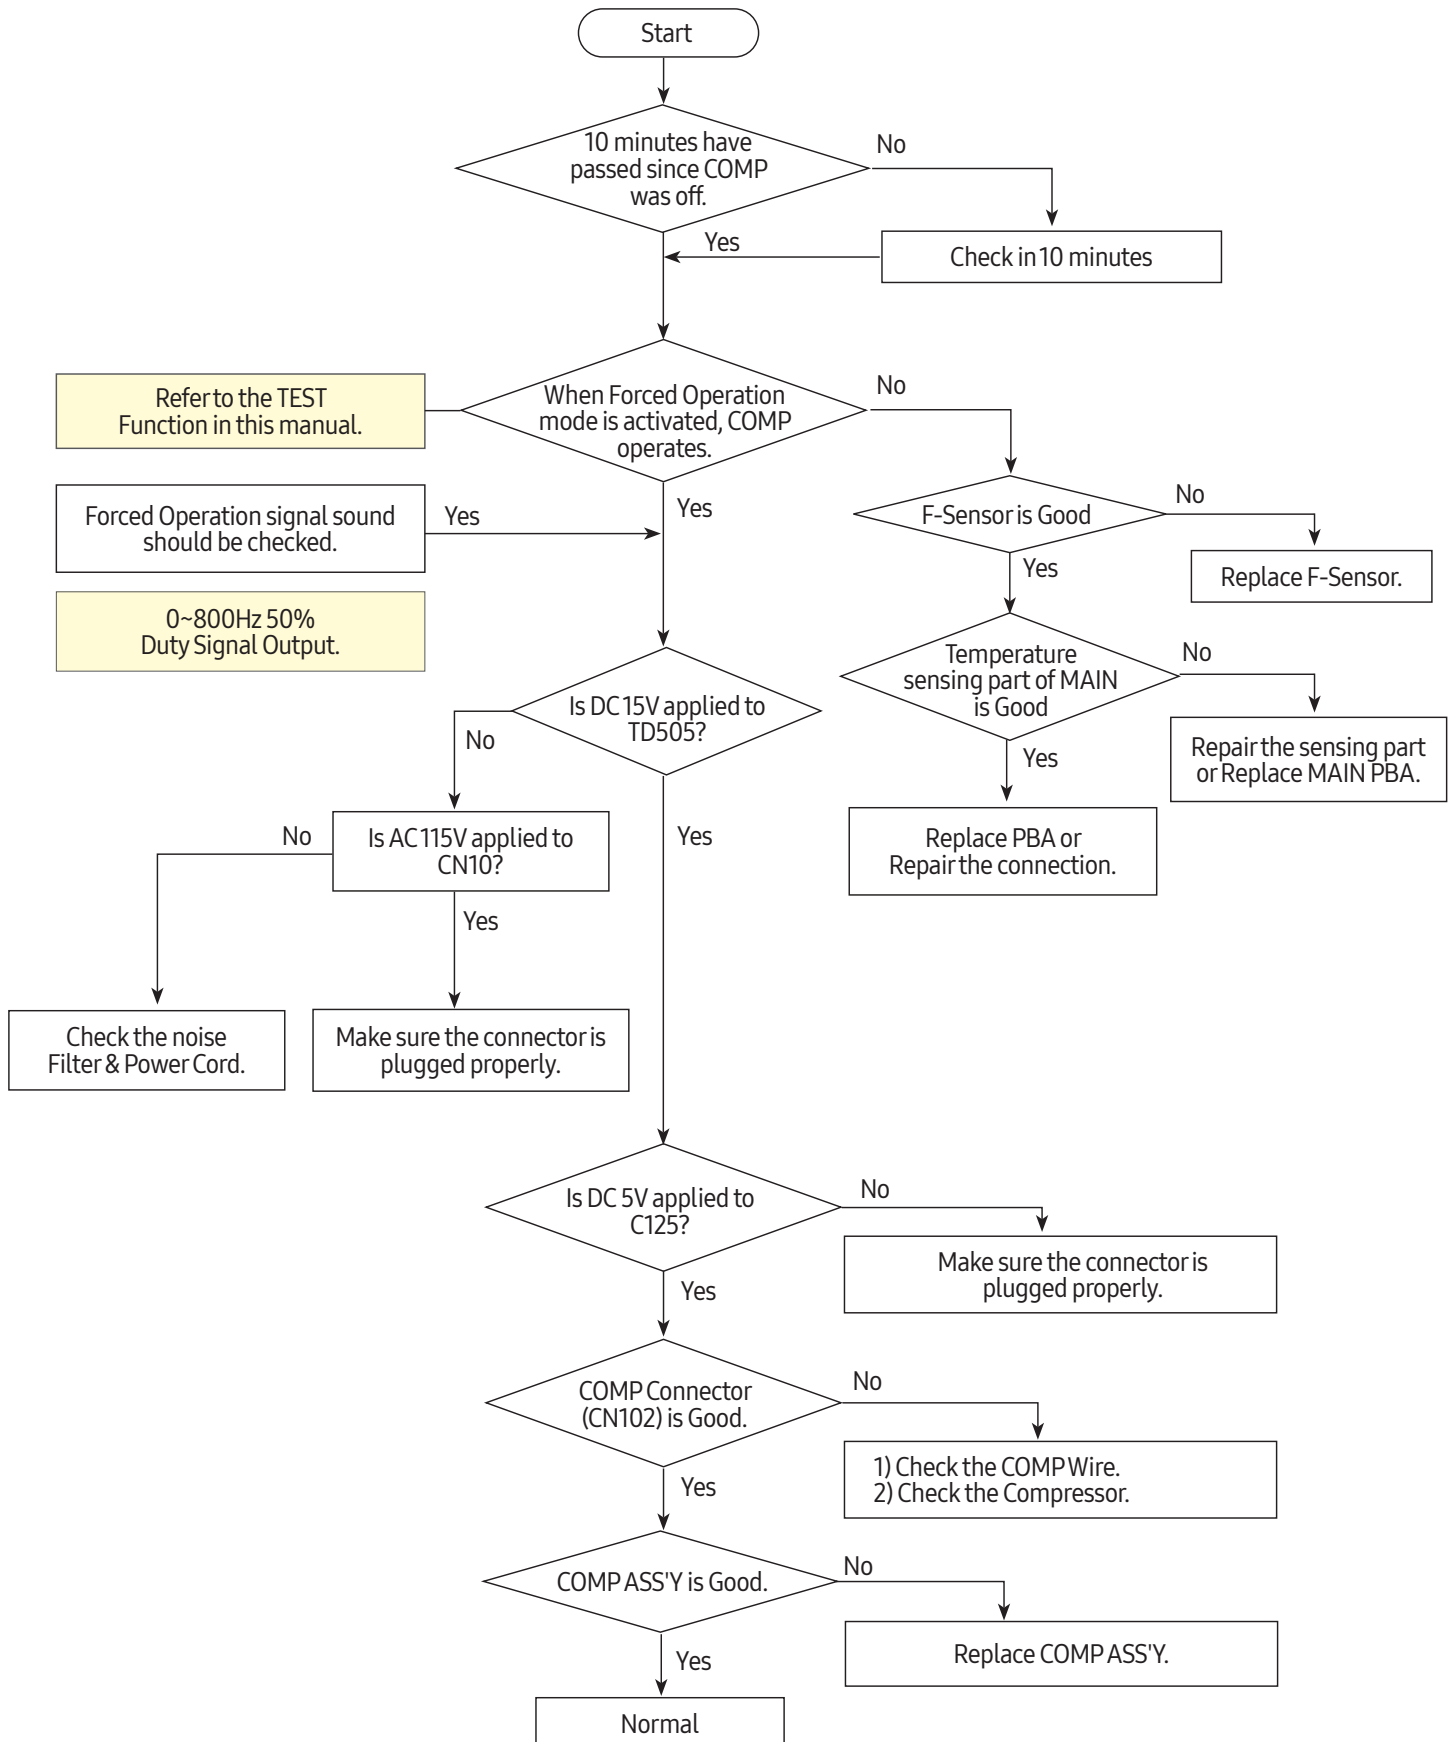 Start
10 minutes have
passed since COMP
was off.
No
Yes
Check in 10 minutes
Refer to the TEST
Function in this manual.
When Forced Operation
mode is activated, COMP
operates.
No
Yes
Forced Operation signal sound
should be checked.
Yes
F-Sensor is Good
No
Replace F-Sensor.
Yes
0~800Hz 50%
Duty Signal Output.
Temperature
sensing part of MAIN
is Good
No
Repair the sensing part
or Replace MAIN PBA.
Yes
Replace PBA or
Repair the connection.
Is DC 15V applied to
TD505?
No
Yes
Is AC 115V applied to
CN10?
No
Yes
Check the noise
Filter & Power Cord.
Make sure the connector is
plugged properly.
Is DC 5V applied to
C125?
No
Make sure the connector is
plugged properly.
Yes
COMP Connector
(CN102) is Good.
No
1) Check the COMP Wire.
2) Check the Compressor.
Yes
COMP ASS'Y is Good.
No
Replace COMP ASS'Y.
Yes
Normal